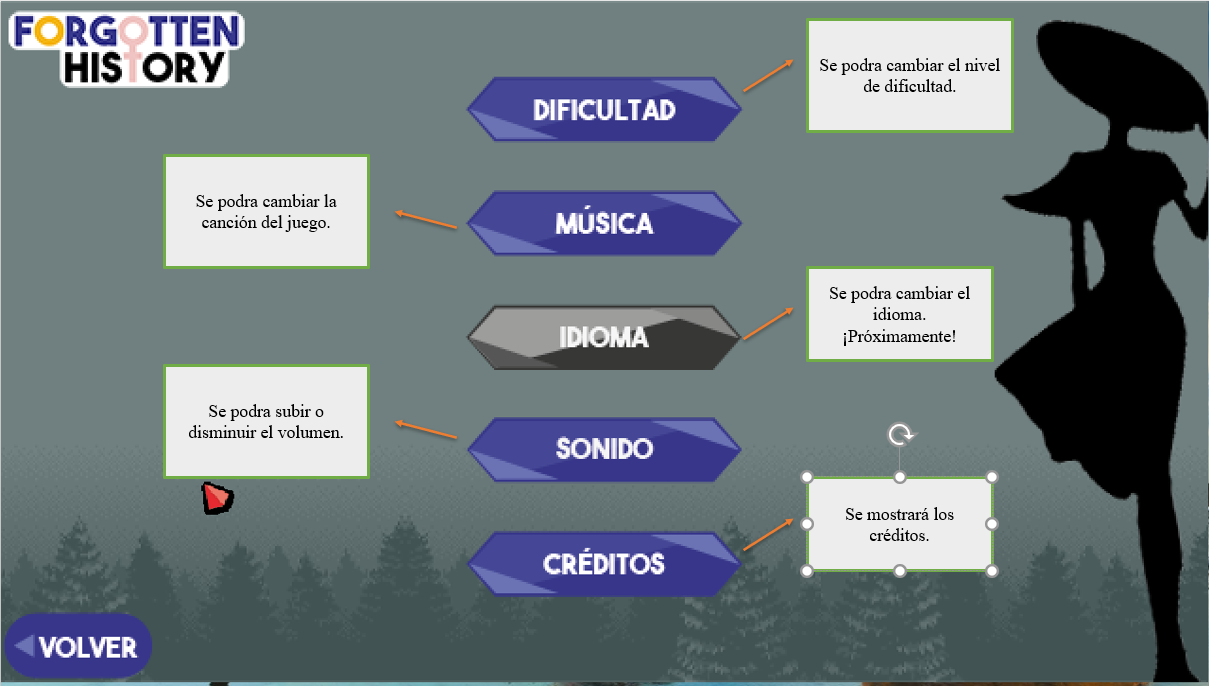 FORGOTTEN
HISTORY
DIFICULTAD
Se podra cambiar el nivel
de dificultad.
Se podra cambiar la
canción del juego.
MÚSICA
IDIOMA
Se podra cambiar el
idioma.
¡Próximamente!
Se podra subir o
disminuir el volumen.
SONIDO
CRÉDITOS
Se mostrará los
créditos.
VOLVER